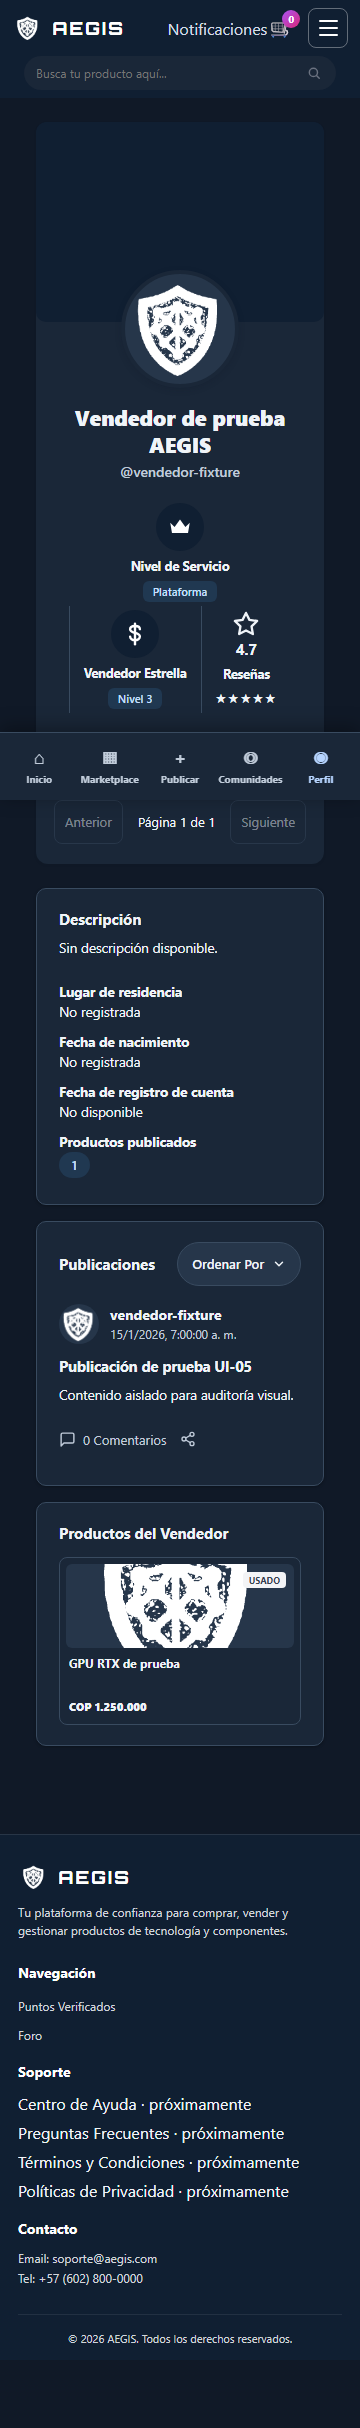 AEGIS
Notificaciones
0
Busca tu producto aquí...
Vendedor de prueba
AEGIS
@vendedor-fixture
Nivel de Servicio
Plataforma
$
Vendedor Estrella
Nivel 3
4.7
Reseñas
★★★★★
Inicio
Marketplace
Publicar
Comunidades
Perfil
Anterior
Página 1 de 1
Siguiente
Descripción
Sin descripción disponible.
Lugar de residencia
No registrada
Fecha de nacimiento
No registrada
Fecha de registro de cuenta
No disponible
Productos publicados
1
Publicaciones
Ordenar Por
vendedor-fixture
15/1/2026, 7:00:00 a. m.
Publicación de prueba UI-05
Contenido aislado para auditoría visual.
0 Comentarios
Productos del Vendedor
USADO
GPU RTX de prueba
COP 1.250.000
AEGIS
Tu plataforma de confianza para comprar, vender y
gestionar productos de tecnología y componentes.
Navegación
Puntos Verificados
Foro
Soporte
Centro de Ayuda · próximamente
Preguntas Frecuentes · próximamente
Términos y Condiciones · próximamente
Políticas de Privacidad · próximamente
Contacto
Email: soporte@aegis.com
Tel: +57 (602) 800-0000
© 2026 AEGIS. Todos los derechos reservados.